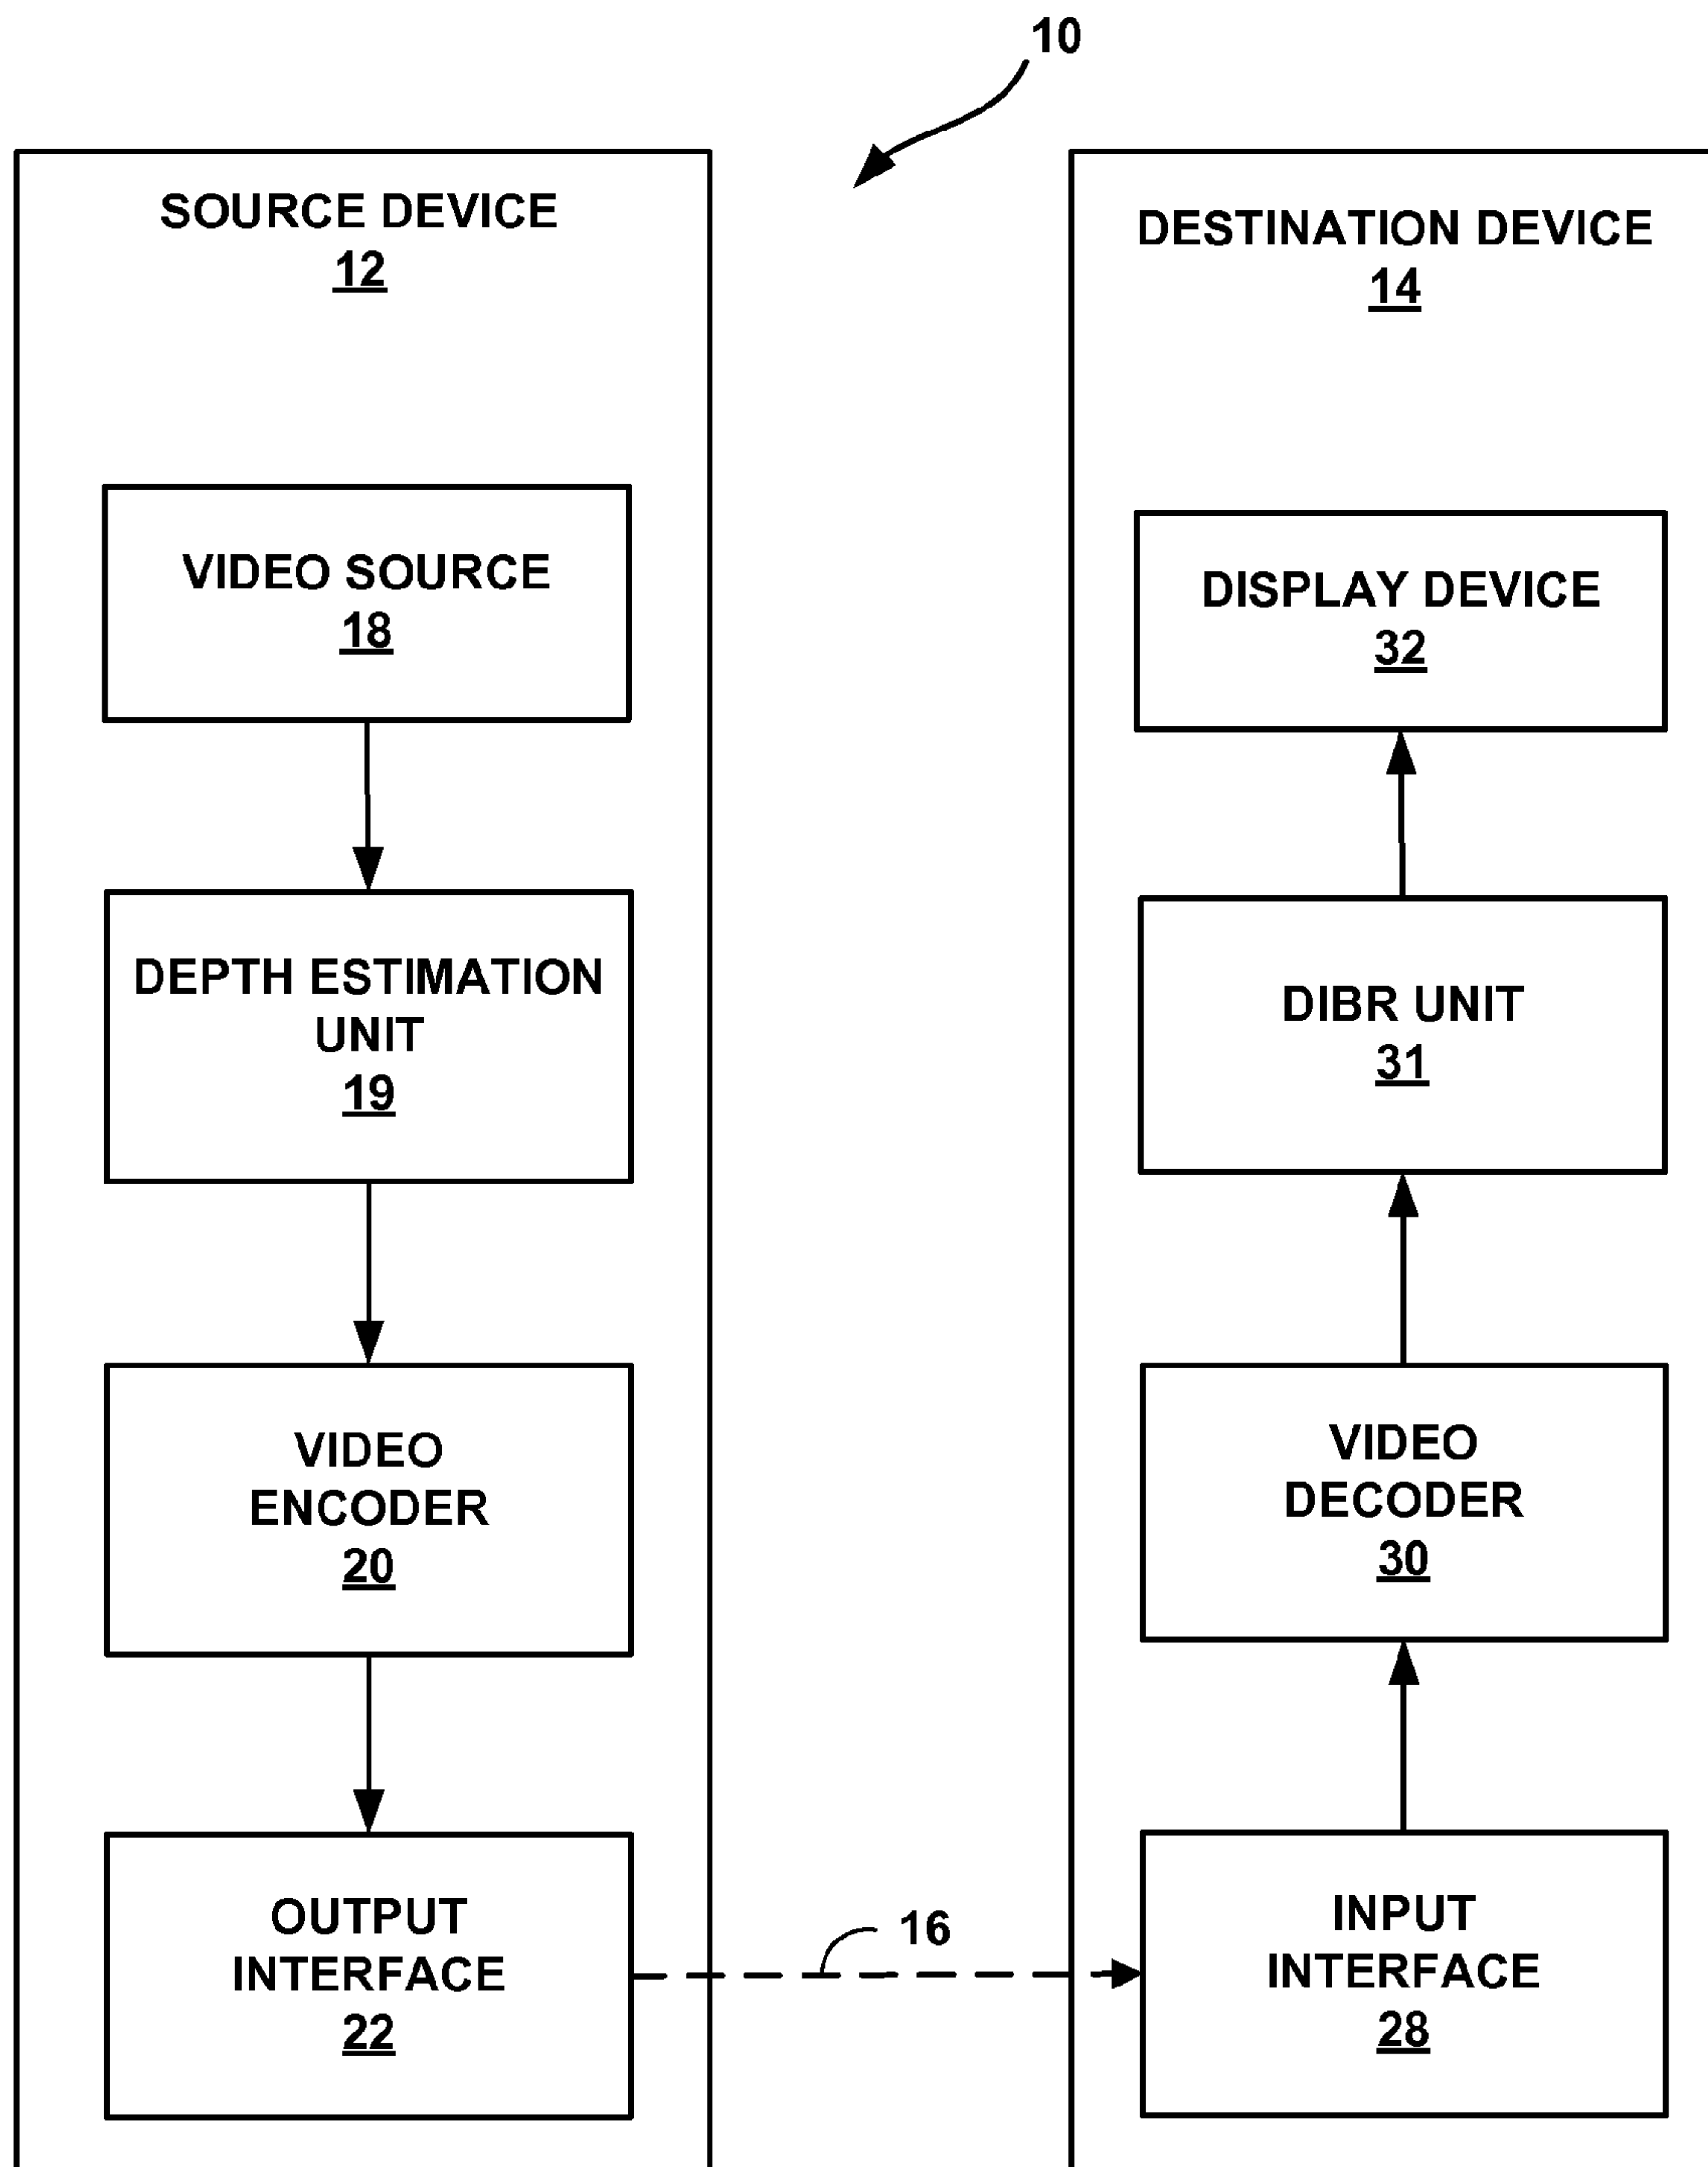 10
SOURCE DEVICE
12
VIDEO SOURCE
18
DEPTH ESTIMATION
UNIT
19
VIDEO
ENCODER
20
OUTPUT
INTERFACE
22
16
DESTINATION DEVICE
14
DISPLAY DEVICE
32
DIBR UNIT
31
VIDEO
DECODER
30
INPUT
INTERFACE
28